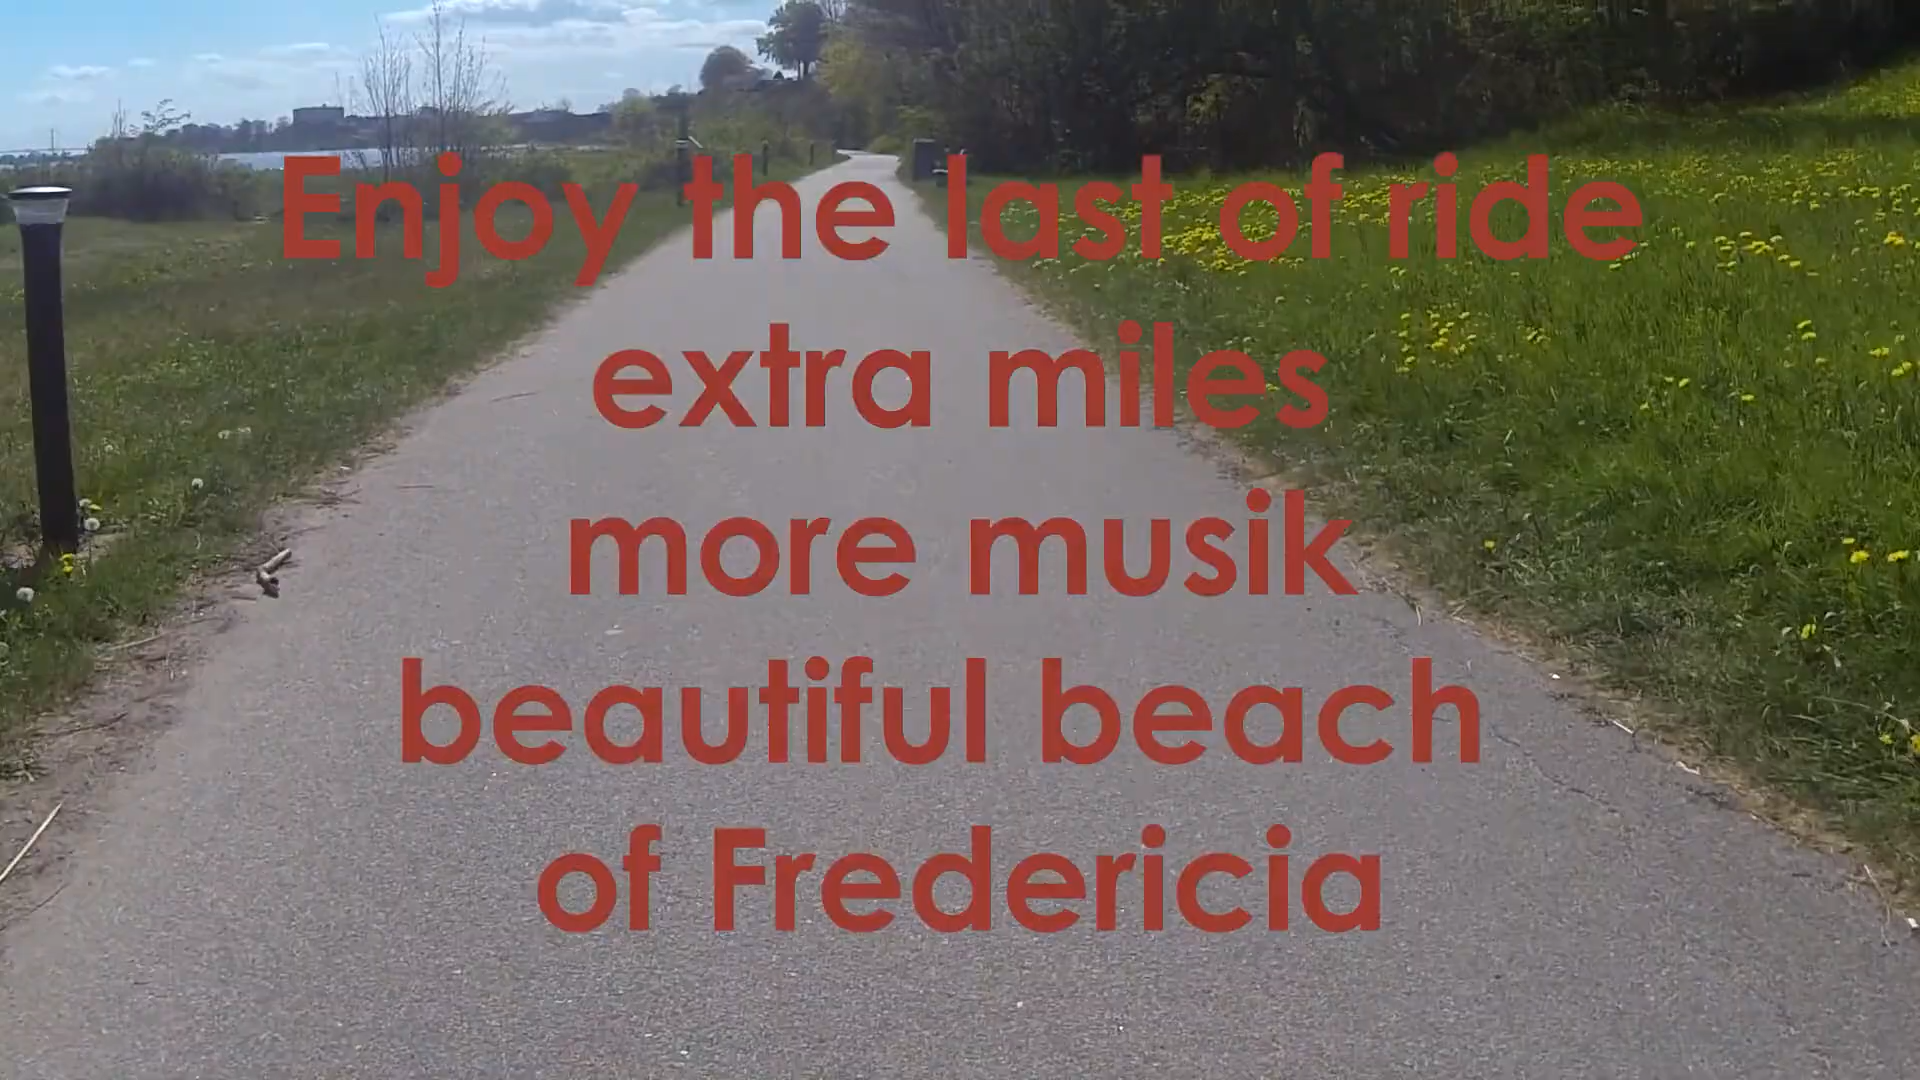 Enjoy the last of ride
extra miles
more musik
beautiful beach
of Fredericia